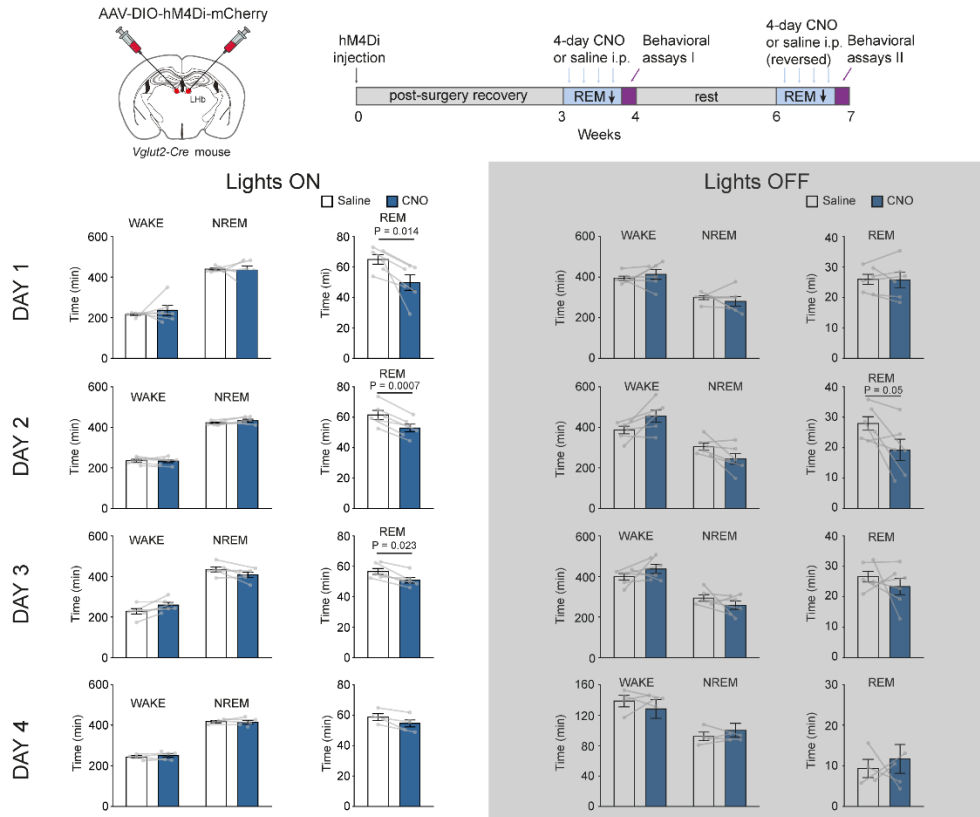 AAV-DIO-hM4Di-mCherry
LHb
Vglut2-Cre mouse
hM4Di
injection
4-day CNO
or saline i.p.
Behavioral
assays I
4-day CNO
or saline i.p.
(reversed)
Behavioral
assays II
post-surgery recovery
REM
rest
REM
0
3
4
6
7
Weeks
Lights ON
Saline
CNO
Lights OFF
Saline
CNO
DAY 1
WAKE
NREM
Time (min)
600
400
200
0
REM
P = 0.014
Time (min)
80
60
40
20
0
WAKE
NREM
Time (min)
600
400
200
0
REM
Time (mi)
40
30
20
10
0
DAY 2
WAKE
NREM
Time (min)
600
400
200
0
REM
P = 0.0007
Time (min)
80
60
40
20
0
WAKE
NREM
Time (min)
600
400
200
0
REM
P = 0.05
Time (min)
40
30
20
10
0
DAY 3
WAKE
NREM
Time (min)
600
400
200
0
REM
P = 0.023
Time (min)
80
60
40
20
0
WAKE
NREM
Time (min)
600
400
200
0
REM
Time (min)
40
30
20
10
0
DAY 4
WAKE
NREM
Time (min)
600
400
200
0
Time (min)
80
60
40
20
0
WAKE
NREM
Time (min)
160
120
80
40
0
REM
Time (min)
30
20
10
0